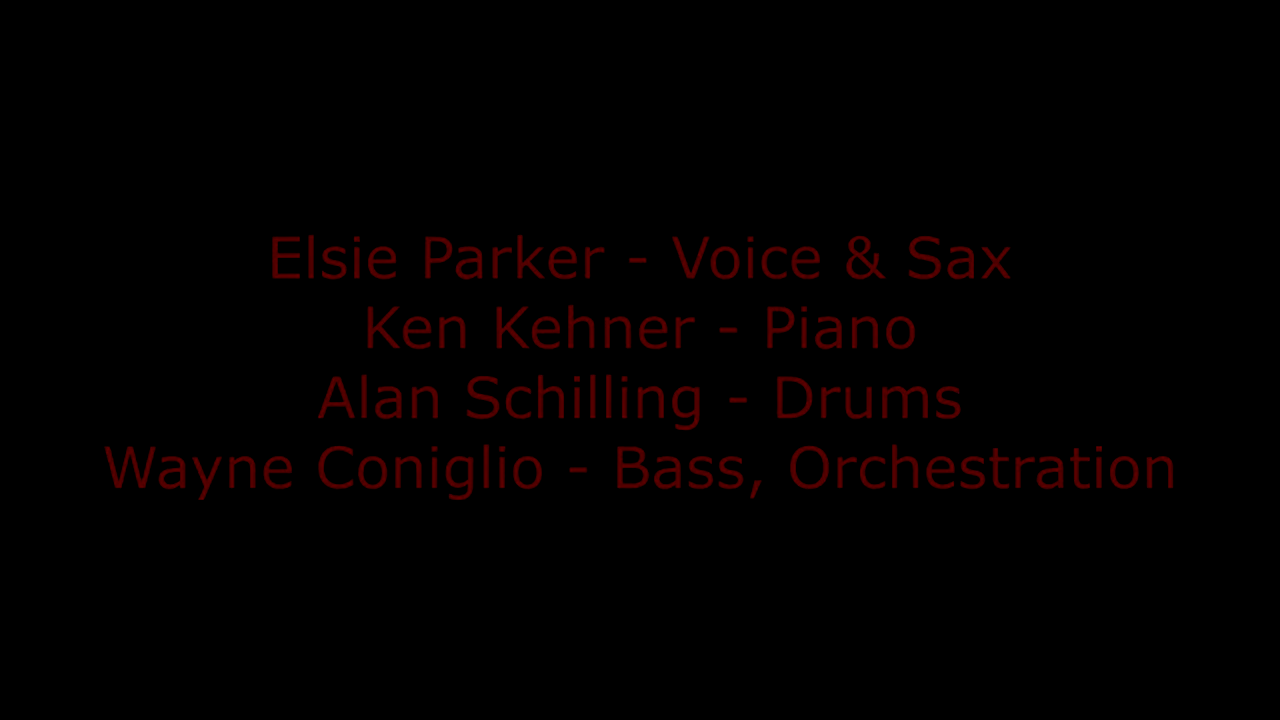 Elsie Parker - Voice & Sax
Ken Kehner - Piano
Alan Schilling - Drums
Wayne Coniglio - Bass, Orchestration